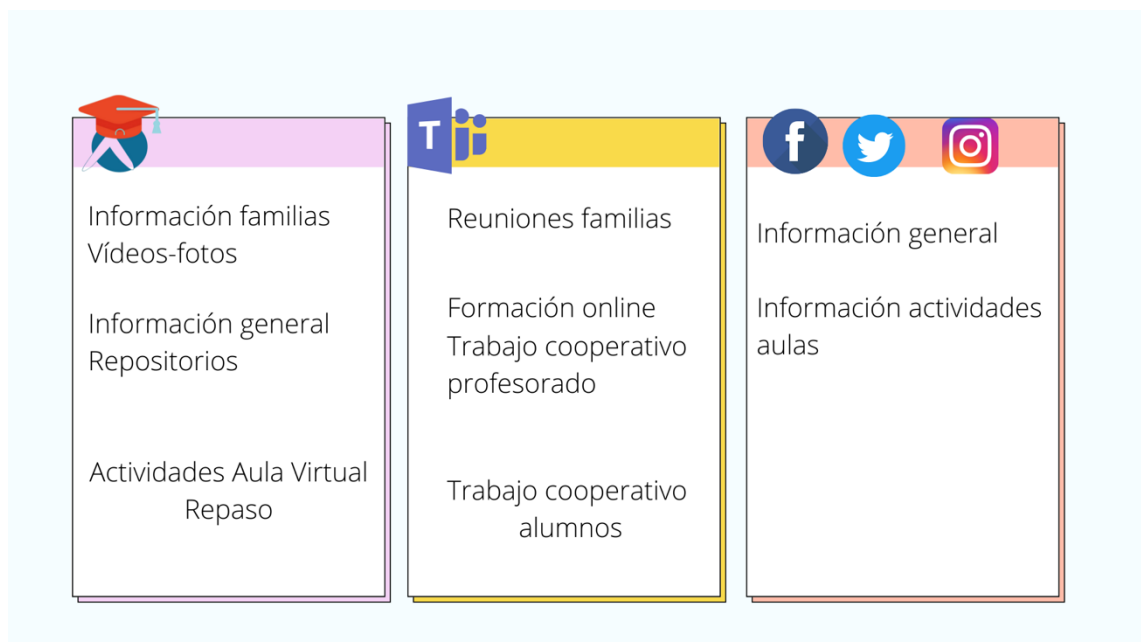 Información familias
Vídeos-fotos
Información general
Repositorios
Actividades Aula Virtual
Repaso
T
Reuniones familias
Formación online
Trabajo cooperativo
profesorado
Trabajo cooperativo
alumnos
f
Información general
Información actividades
aulas